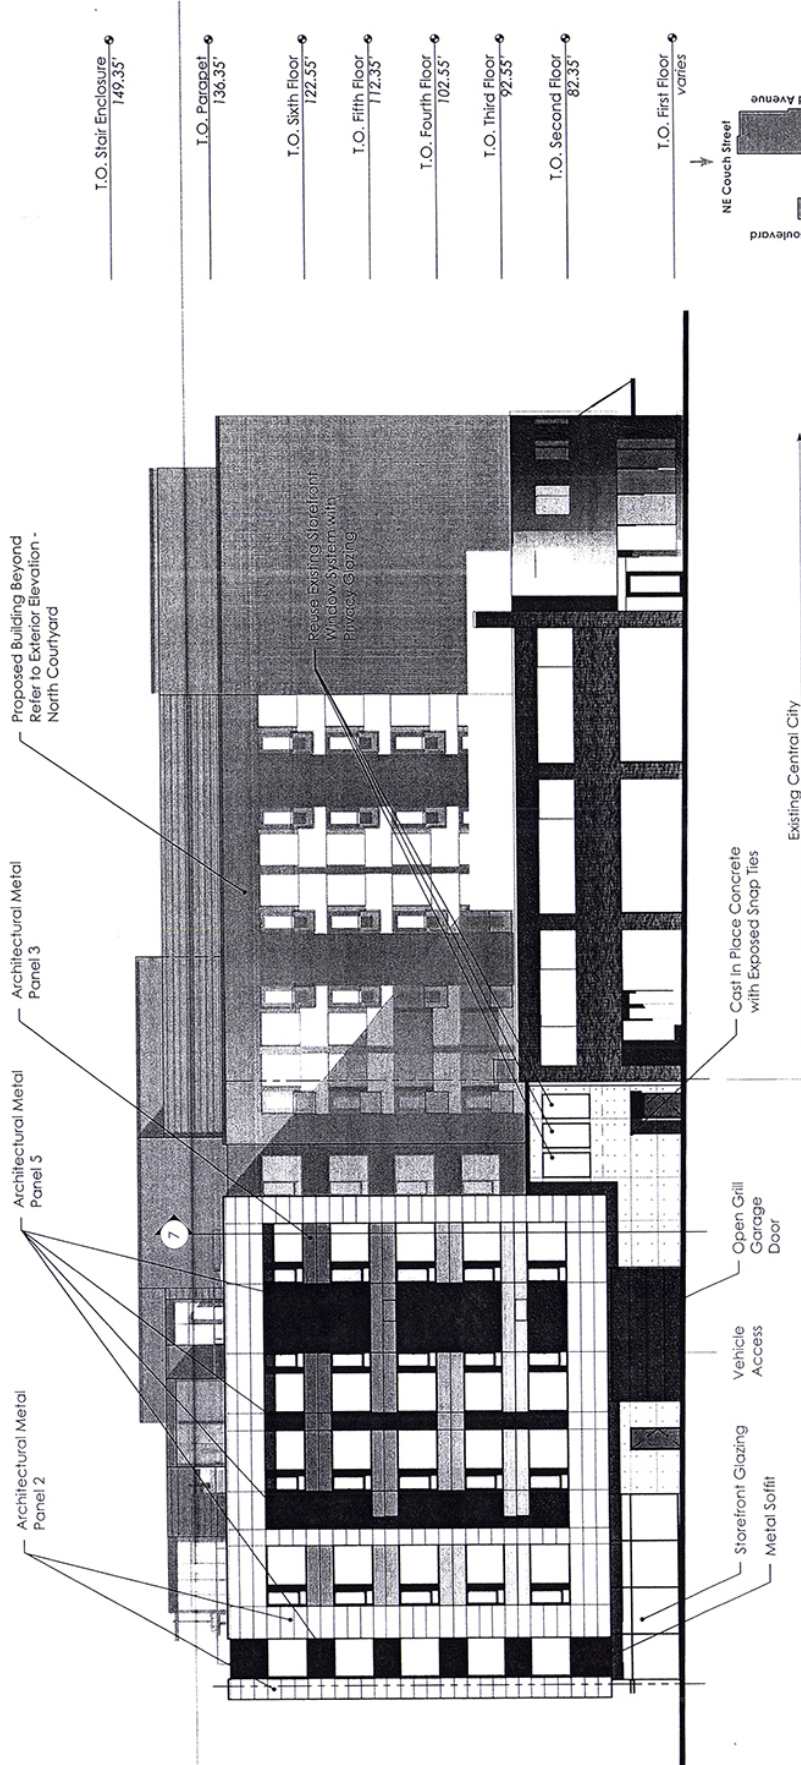 T.O. Stair Enclosure
149.35'
T.O. Parapet
136.35'
T.O. Sixth Floor
122.55'
T.O. Fifth Floor
112.35'
T.O. Fourth Floor
102.55'
T.O. Third Floor
92.55'
T.O. Second Floor
82.35'
T.O. First Floor
varies
NE Couch Street
Avenue
Proposed Building Beyond
Refer to Exterior Elevation -
North Courtyard
Architectural Metal
Panel 3
Architectural Metal
Panel 5
Architectural Metal
Panel 2
7
Reuse Existing Storefront
Window System with
Privacy Glazing
Existing Central City
Cast In Place Concrete
with Exposed Snap Ties
Open Grill
Garage
Door
Vehicle
Access
Storefront Glazing
Metal Soffit